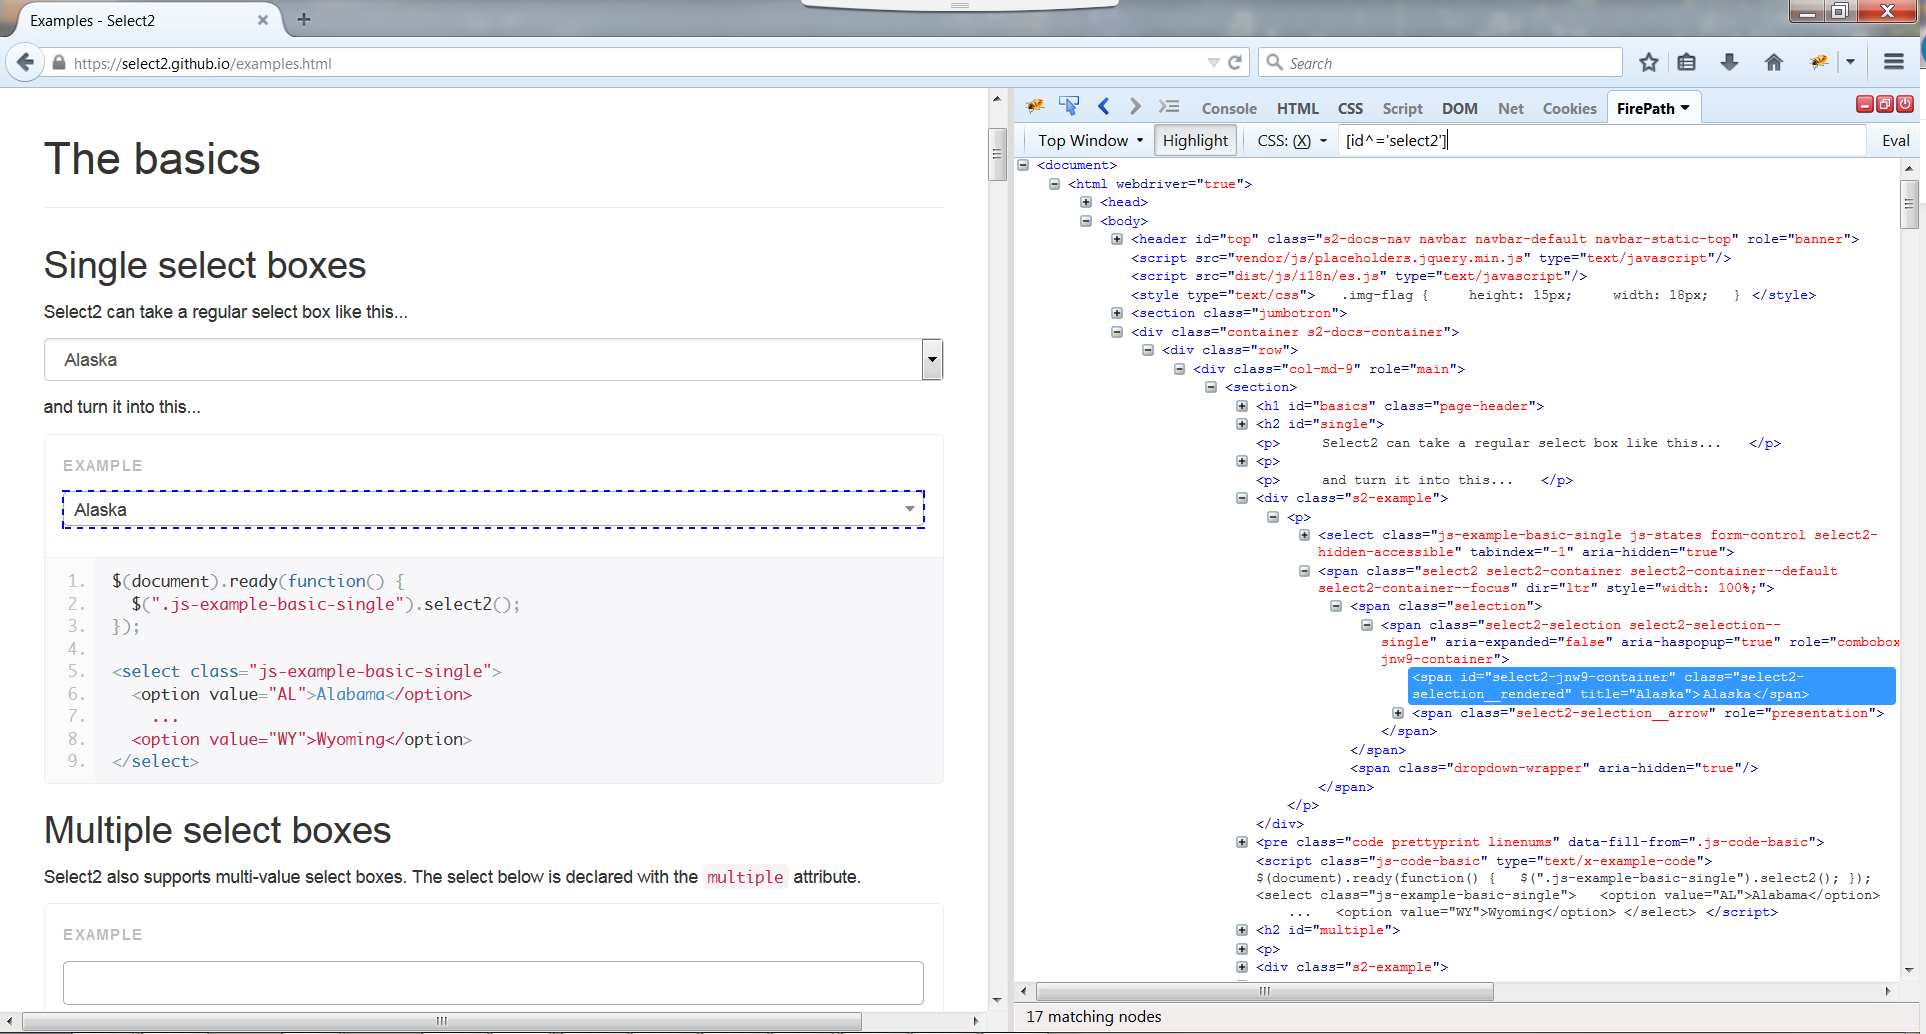 Examples - Select2
https://select2.github.io/examples.html
Search
The basics
Single select boxes
Select2 can take a regular select box like this...
Alaska
and turn it into this...
EXAMPLE
Alaska
1. $(document).ready(function() {
2. $(".js-example-basic-single").select2();
3. });
4.
5. <select class="js-example-basic-single">
6. <option value="AL">Alabama</option>
7. ...
8. <option value="WY">Wyoming</option>
9. </select>
Multiple select boxes
Select2 also supports multi-value select boxes. The select below is declared with the multiple attribute.
EXAMPLE
Console HTML CSS Script DOM Net Cookies FirePath
Top Window Highlight CSS: (X) [id^='select2'] Eval
<document>
<html webdriver="true">
<head>
<body>
<header id="top" class="s2-docs-nav navbar navbar-default navbar-static-top" role="banner">
<script src="vendor/js/placeholders.jquery.min.js" type="text/javascript"/>
<script src="dist/js/i18n/es.js" type="text/javascript"/>
<style type="text/css"> .img-flag { height: 15px; width: 18px; } </style>
<section class="jumbotron">
<div class="container s2-docs-container">
<div class="row">
<div class="col-md-9" role="main">
<section>
<h1 id="basics" class="page-header">
<h2 id="single">
<p> Select2 can take a regular select box like this... </p>
<p>
<p> and turn it into this... </p>
<div class="s2-example">
<p>
<select class="js-example-basic-single js-states form-control select2-
hidden-accessible" tabindex="-1" aria-hidden="true">
<span class="select2 select2-container select2-container--default
select2-container--focus" dir="ltr" style="width: 100%;">
<span class="selection">
<span class="select2-selection select2-selection--
single" aria-expanded="false" aria-haspopup="true" role="combobox
jnw9-container">
<span id="select2-jnw9-container" class="select2-
selection__rendered" title="Alaska">Alaska</span>
<span class="select2-selection__arrow" role="presentation">
</span>
</span>
<span class="dropdown-wrapper" aria-hidden="true"/>
</span>
</p>
</div>
<pre class="code prettyprint linenums" data-fill-from=".js-code-basic">
<script class="js-code-basic" type="text/x-example-code">
$(document).ready(function() { $(".js-example-basic-single").select2(); });
<select class="js-example-basic-single"> <option value="AL">Alabama</option>
... <option value="WY">Wyoming</option> </select> </script>
<h2 id="multiple">
<p>
<div class="s2-example">
17 matching nodes